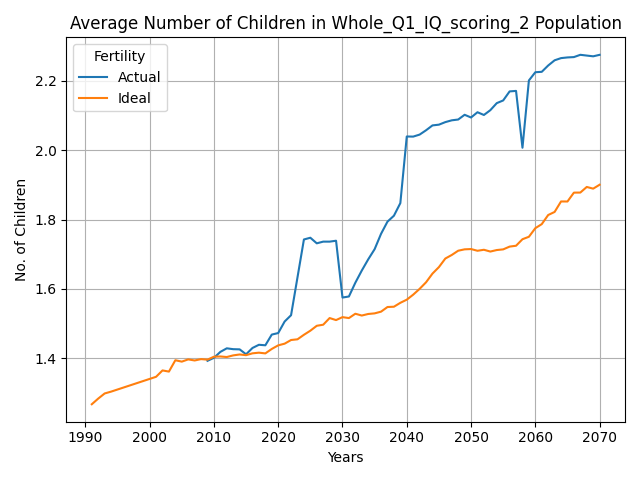 Average Number of Children in Whole_Q1_IQ_scoring_2 Population
Fertility
Actual
Ideal
No. of Children
2.2
2.0
1.8
1.6
1.4
1990 2000 2010 2020 2030 2040 2050 2060 2070
Years